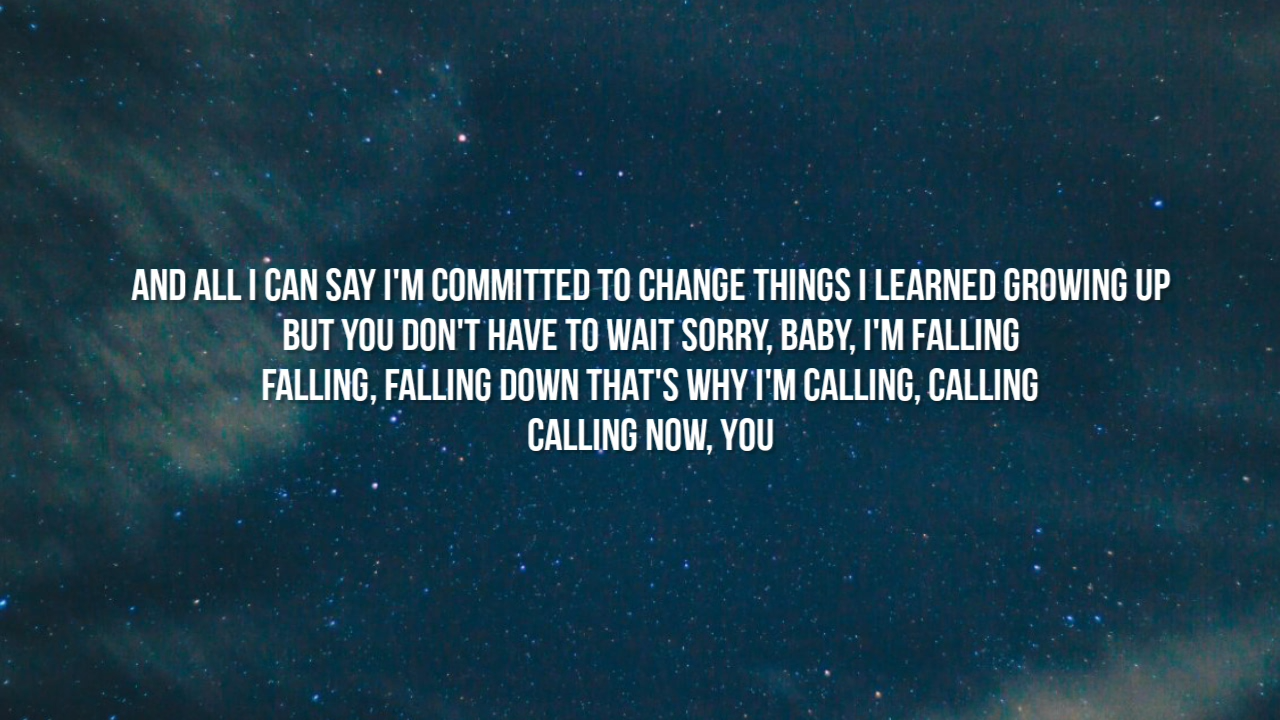 AND ALL I CAN SAY I'M COMMITTED TO CHANGE THINGS I LEARNED GROWING UP
BUT YOU DON'T HAVE TO WAIT SORRY, BABY, I'M FALLING
FALLING, FALLING DOWN THAT'S WHY I'M CALLING, CALLING
CALLING NOW, YOU